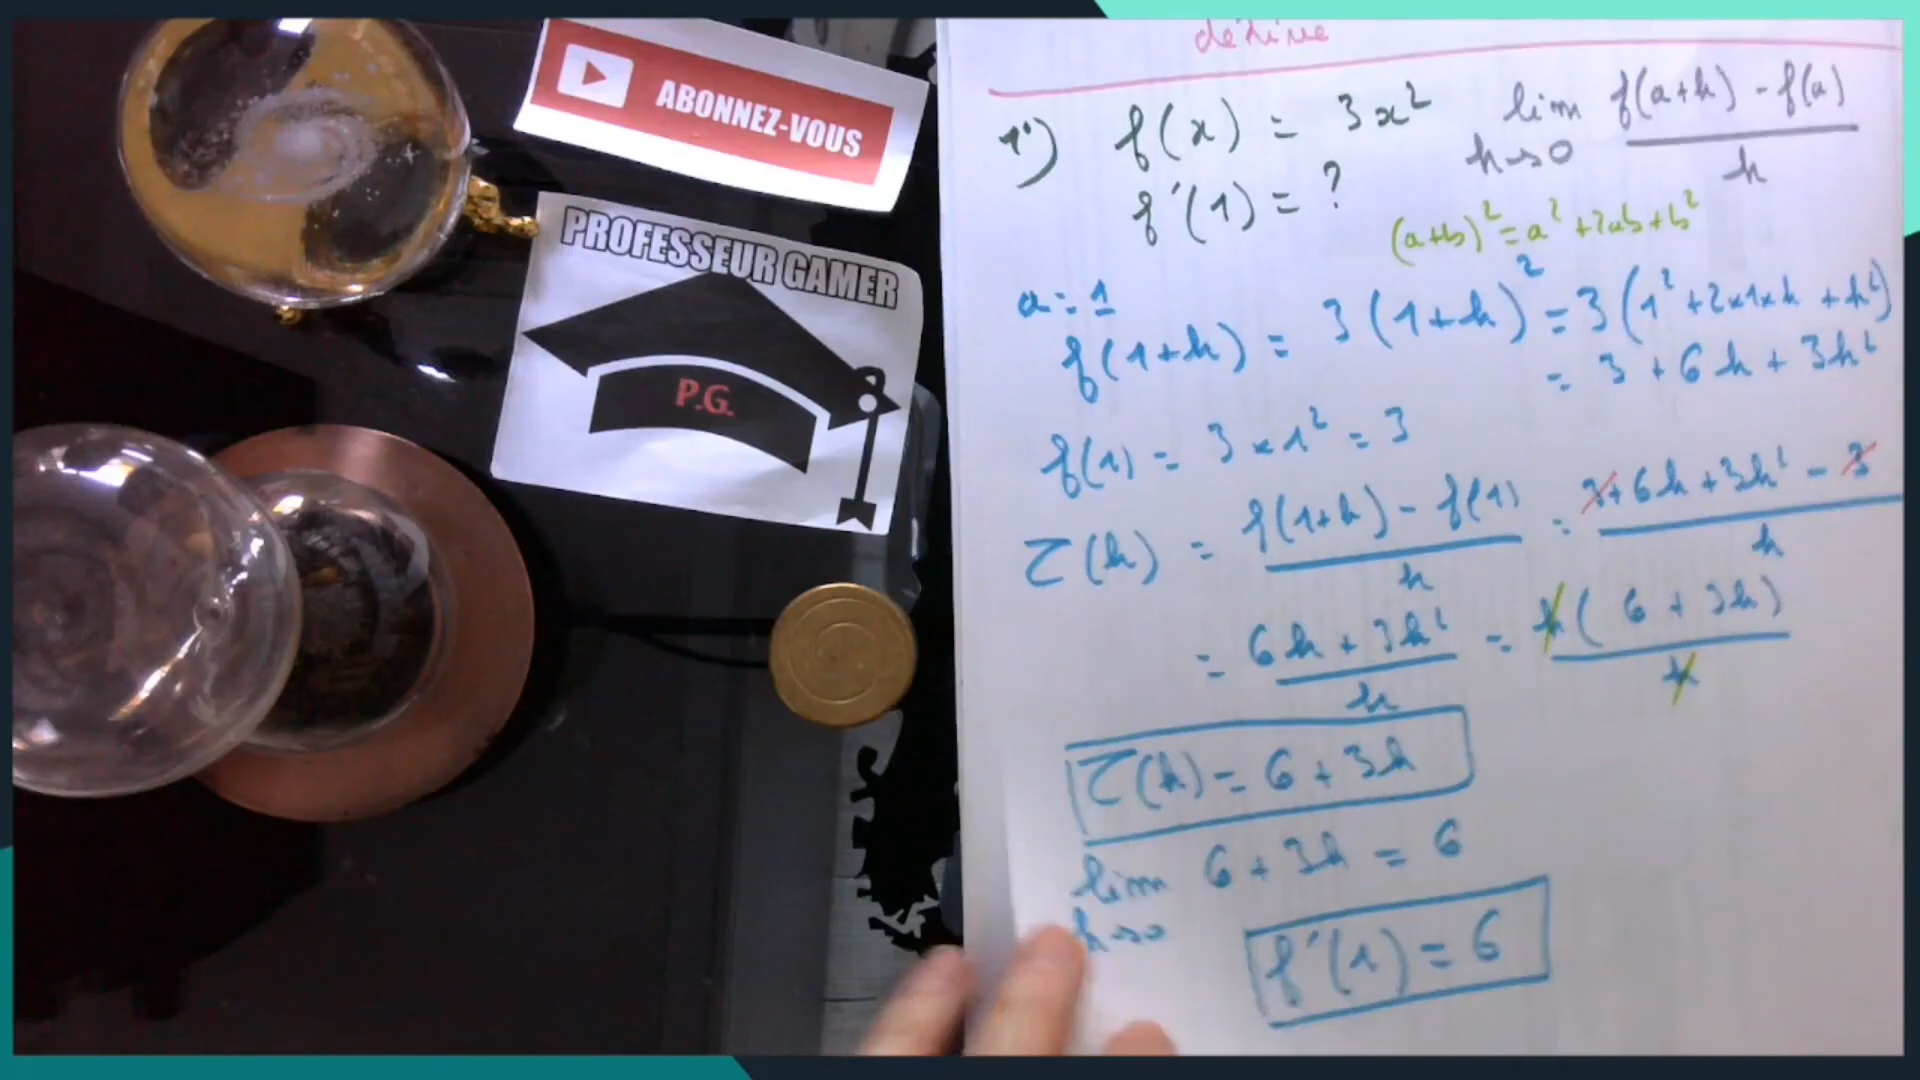 ABONNEZ-VOUS
PROFESSEUR GAMER
P.G.
1°) f(x) = 3x²
lim h→0 (f(a+h) - f(a)) / h
f'(1) = ?
(a+b)² = a² + 2ab + b²
a = 1
f(1+h) = 3(1+h)² = 3(1² + 2×1×h + h²)
= 3 + 6h + 3h²
f(1) = 3×1² = 3
τ(h) = (f(1+h) - f(1)) / h = (3 + 6h + 3h² - 3) / h
= (6h + 3h²) / h = h(6 + 3h) / h
τ(h) = 6 + 3h
lim h→0 6 + 3h = 6
f'(1) = 6